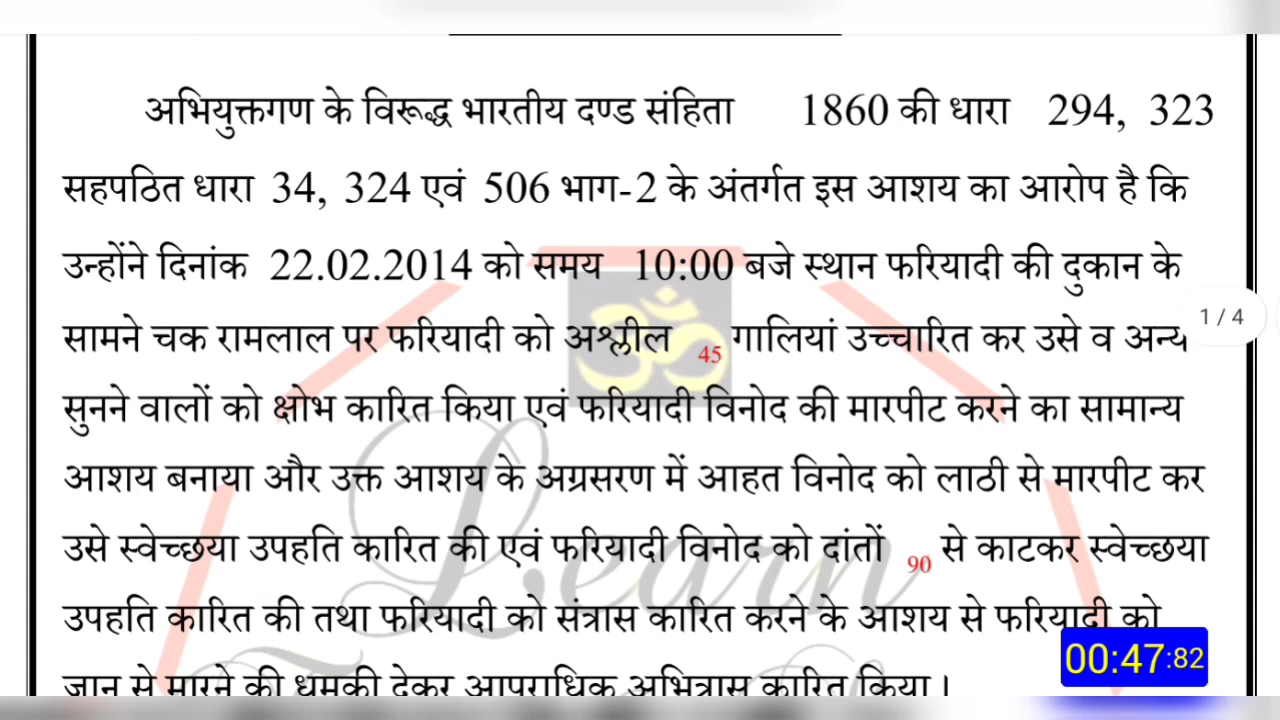 अभियुक्तगण के विरूद्ध भारतीय दण्ड संहिता 1860 की धारा 294, 323
सहपठित धारा 34, 324 एवं 506 भाग-2 के अंतर्गत इस आशय का आरोप है कि
उन्होंने दिनांक 22.02.2014 को समय 10:00 बजे स्थान फरियादी की दुकान के
सामने चक रामलाल पर फरियादी को अश्लील 45 गालियां उच्चारित कर उसे व अन्य
1 / 4
सुनने वालों को क्षोभ कारित किया एवं फरियादी विनोद की मारपीट करने का सामान्य
आशय बनाया और उक्त आशय के अग्रसरण में आहत विनोद को लाठी से मारपीट कर
उसे स्वेच्छया उपहति कारित की एवं फरियादी विनोद को दांतों 90 से काटकर स्वेच्छया
उपहति कारित की तथा फरियादी को संत्रास कारित करने के आशय से फरियादी को
जान से मारने की धमकी देकर आपराधिक अभित्रास कारित किया।
00:47:82
ॐ
Learn